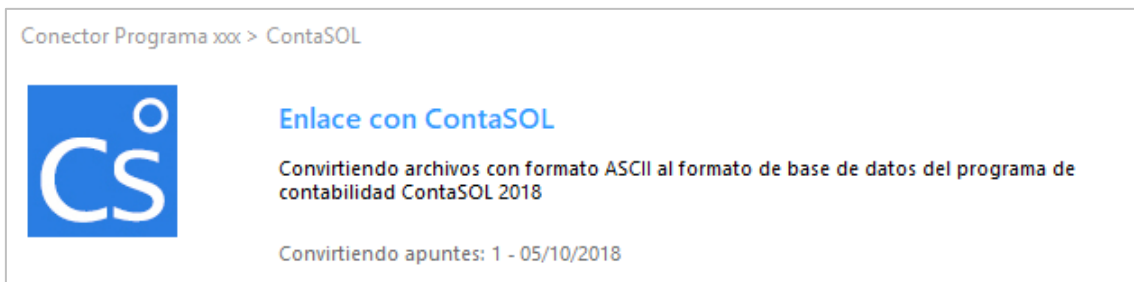 Conector Programa xxx > ContaSOL
Cs
Enlace con ContaSOL
Convirtiendo archivos con formato ASCII al formato de base de datos del programa de
contabilidad ContaSOL 2018
Convirtiendo apuntes: 1 - 05/10/2018